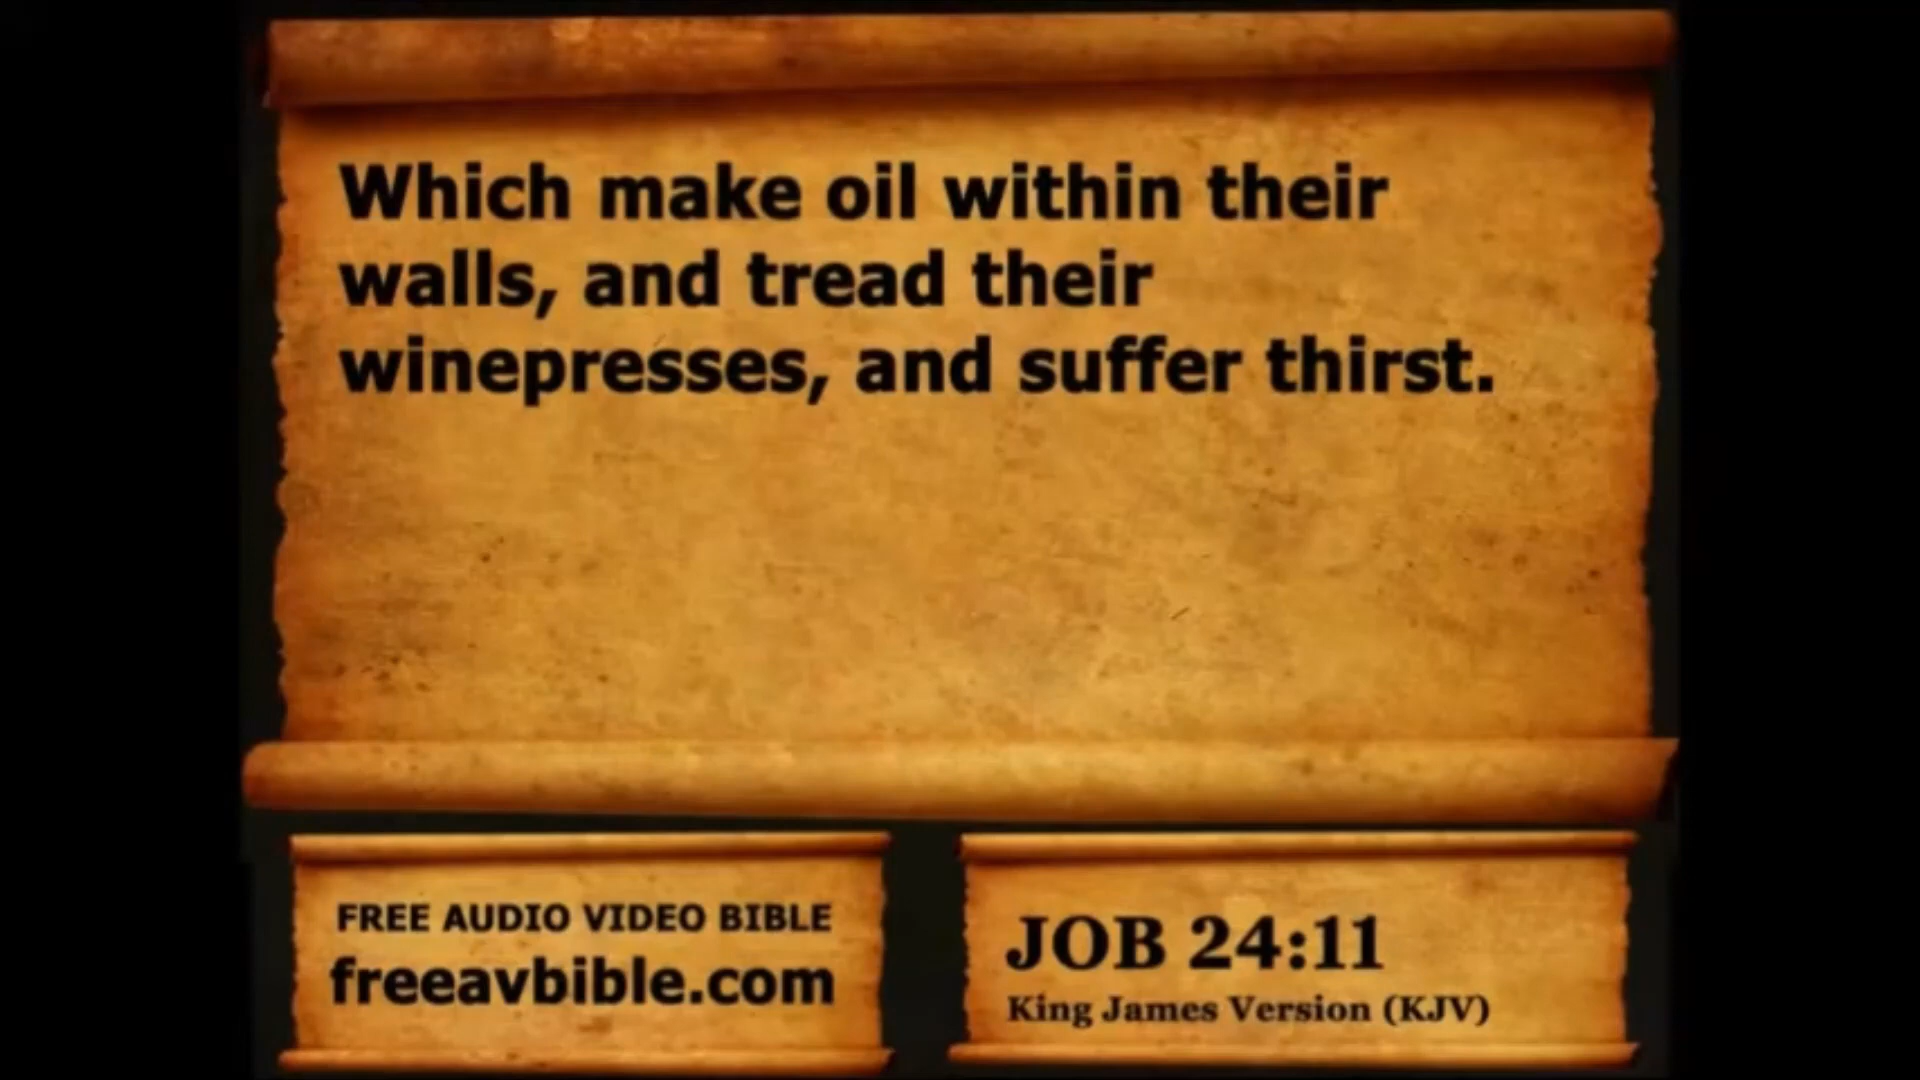 Which make oil within their
walls, and tread their
winepresses, and suffer thirst.
FREE AUDIO VIDEO BIBLE
freeavbible.com
JOB 24:11
King James Version (KJV)